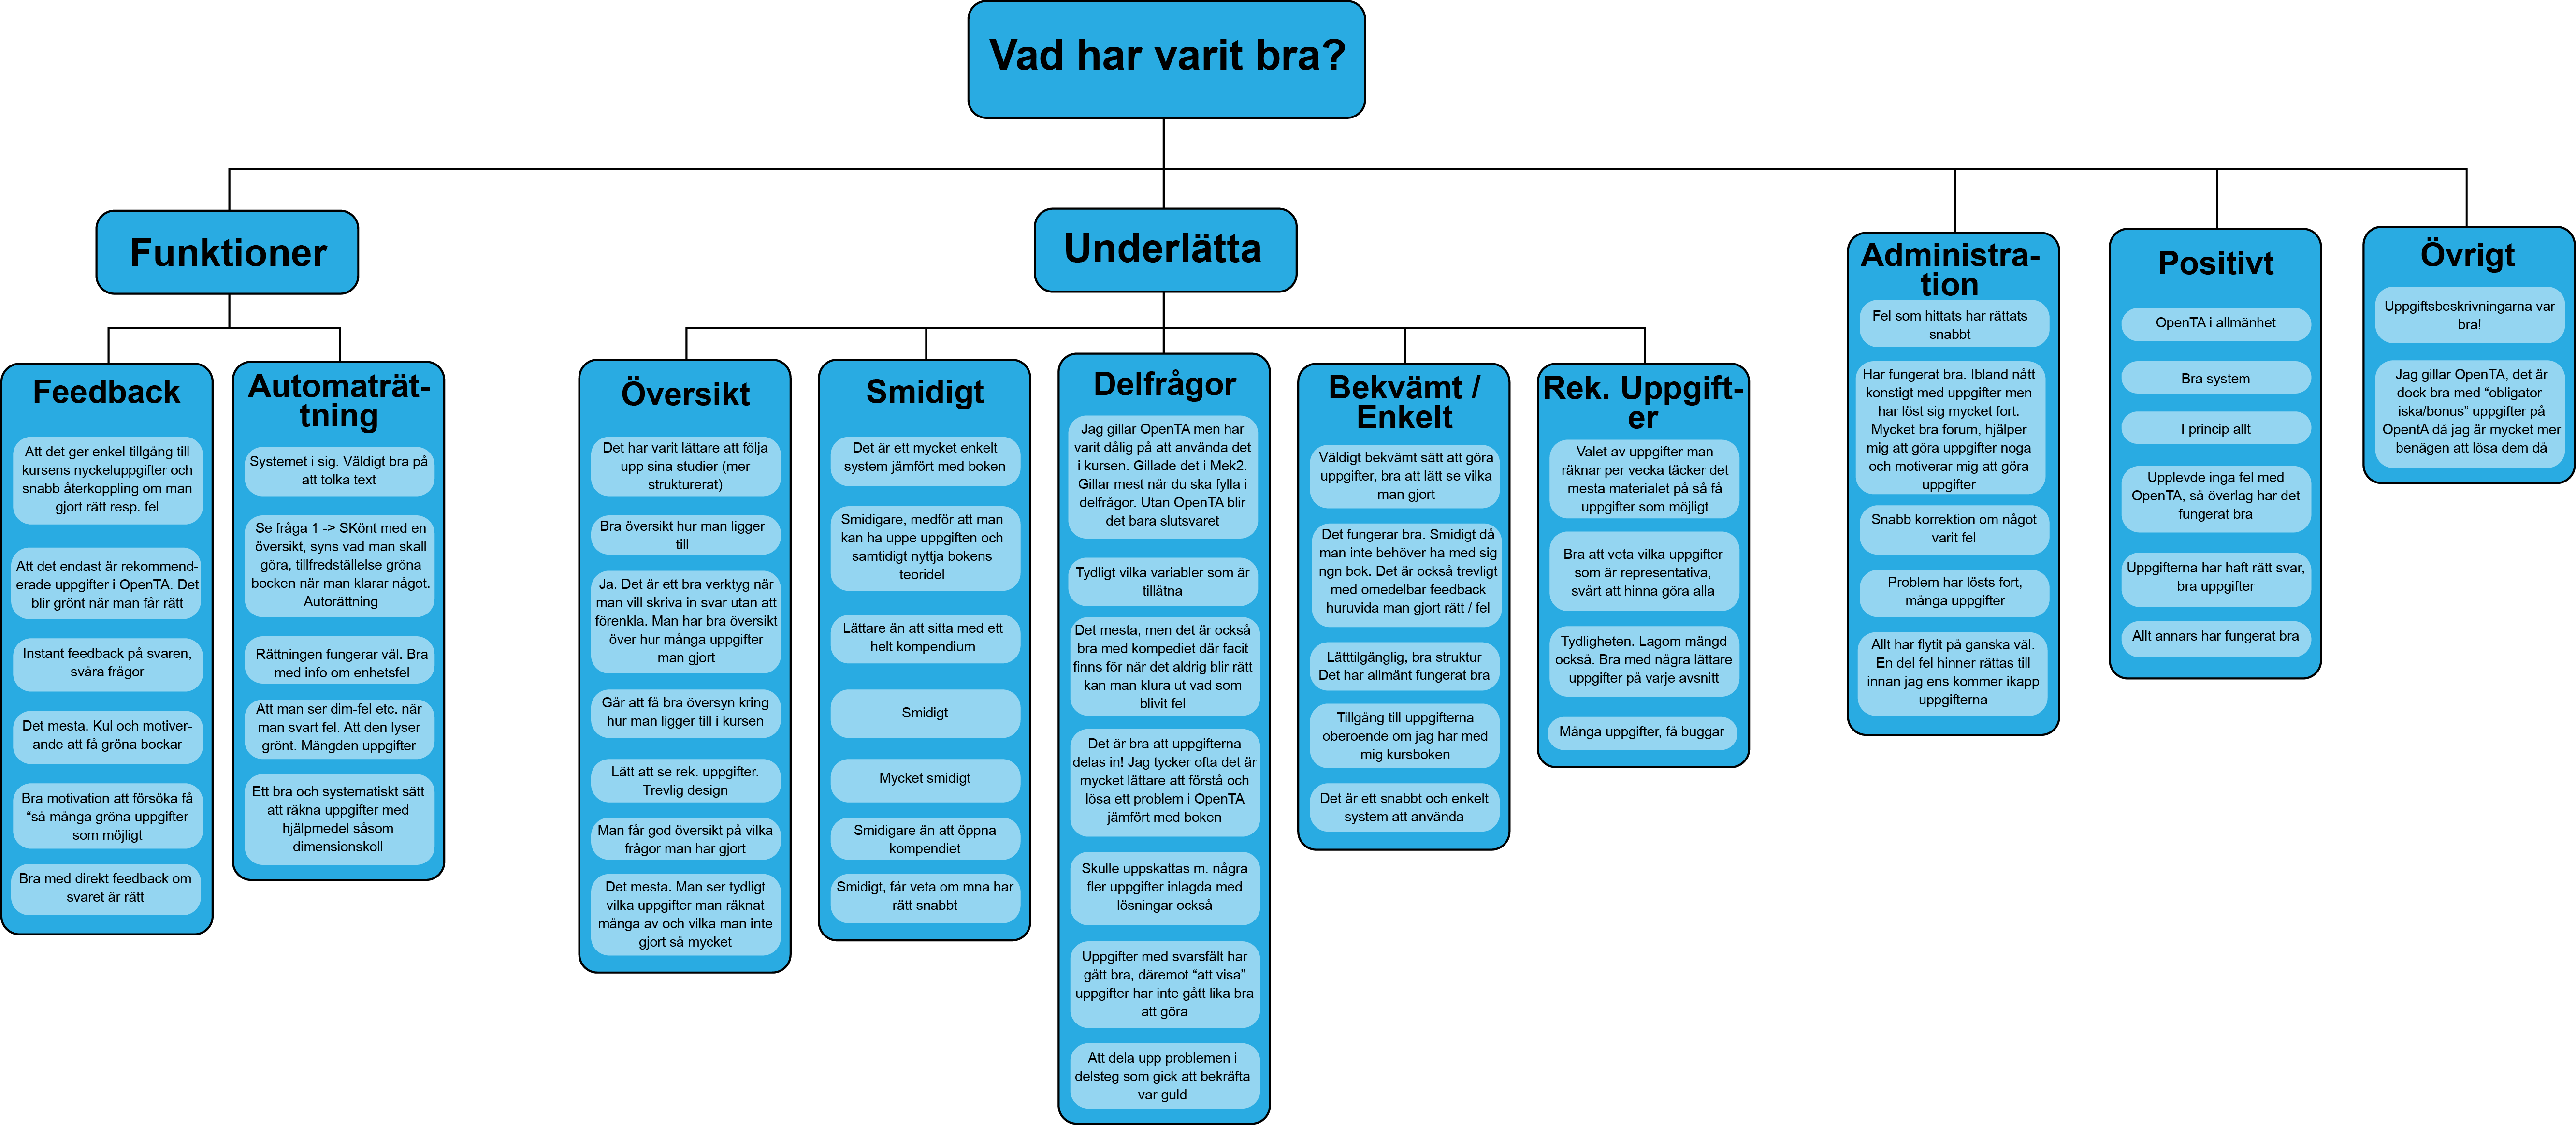 Vad har varit bra?
Funktioner
Feedback
Att det ger enkel tillgång till
kursens nyckeluppgifter och
snabb återkoppling om man
gjort rätt resp. fel
Att det endast är rekommend-
erade uppgifter i OpenTA. Det
blir grönt när man får rätt
Instant feedback på svaren,
svåra frågor
Det mesta. Kul och motiver-
ande att få gröna bockar
Bra motivation att försöka få
“så många gröna uppgifter
som möjligt
Bra med direkt feedback om
svaret är rätt
Automaträt-
tning
Systemet i sig. Väldigt bra på
att tolka text
Se fråga 1 -> SKönt med en
översikt, syns vad man skall
göra, tillfredställelse gröna
bocken när man klarar något.
Autorättning
Rättningen fungerar väl. Bra
med info om enhetsfel
Att man ser dim-fel etc. när
man svart fel. Att den lyser
grönt. Mängden uppgifter
Ett bra och systematiskt sätt
att räkna uppgifter med
hjälpmedel såsom
dimensionskoll
Underlätta
Översikt
Det har varit lättare att följa
upp sina studier (mer
strukturerat)
Bra översikt hur man ligger
till
Ja. Det är ett bra verktyg när
man vill skriva in svar utan att
förenkla. Man har bra översikt
över hur många uppgifter
man gjort
Går att få bra översyn kring
hur man ligger till i kursen
Lätt att se rek. uppgifter.
Trevlig design
Man får god översikt på vilka
frågor man har gjort
Det mesta. Man ser tydligt
vilka uppgifter man räknat
många av och vilka man inte
gjort så mycket
Smidigt
Det är ett mycket enkelt
system jämfört med boken
Smidigare, medför att man
kan ha uppe uppgiften och
samtidigt nyttja bokens
teoridel
Lättare än att sitta med ett
helt kompendium
Smidigt
Mycket smidigt
Smidigare än att öppna
kompendiet
Smidigt, får veta om mna har
rätt snabbt
Delfrågor
Jag gillar OpenTA men har
varit dålig på att använda det
i kursen. Gillade det i Mek2.
Gillar mest när du ska fylla i
delfrågor. Utan OpenTA blir
det bara slutsvaret
Tydligt vilka variabler som är
tillåtna
Det mesta, men det är också
bra med kompediet där facit
finns för när det aldrig blir rätt
kan man klura ut vad som
blivit fel
Det är bra att uppgifterna
delas in! Jag tycker ofta det är
mycket lättare att förstå och
lösa ett problem i OpenTA
jämfört med boken
Skulle uppskattas m. några
fler uppgifter inlagda med
lösningar också
Uppgifter med svarsfält har
gått bra, däremot “att visa”
uppgifter har inte gått lika bra
att göra
Att dela upp problemen i
delsteg som gick att bekräfta
var guld
Bekvämt /
Enkelt
Väldigt bekvämt sätt att göra
uppgifter, bra att lätt se vilka
man gjort
Det fungerar bra. Smidigt då
man inte behöver ha med sig
ngn bok. Det är också trevligt
med omedelbar feedback
huruvida man gjort rätt / fel
Lätttilgänglig, bra struktur
Det har allmänt fungerat bra
Tillgång till uppgifterna
oberoende om jag har med
mig kursboken
Det är ett snabbt och enkelt
system att använda
Rek. Uppgift-
er
Valet av uppgifter man
räknar per vecka täcker det
mesta materialet på så få
uppgifter som möjligt
Bra att veta vilka uppgifter
som är representativa,
svårt att hinna göra alla
Tydligheten. Lagom mängd
också. Bra med några lättare
uppgifter på varje avsnitt
Många uppgifter, få buggar
Administra-
tion
Fel som hittats har rättats
snabbt
Har fungerat bra. Ibland nått
konstigt med uppgifter men
har löst sig mycket fort.
Mycket bra forum, hjälper
mig att göra uppgifter noga
och motiverar mig att göra
uppgifter
Snabb korrektion om något
varit fel
Problem har lösts fort,
många uppgifter
Allt har flytit på ganska väl.
En del fel hinner rättas till
innan jag ens kommer ikapp
uppgifterna
Positivt
OpenTA i allmänhet
Bra system
I princip allt
Upplevde inga fel med
OpenTA, så överlag har det
fungerat bra
Uppgifterna har haft rätt svar,
bra uppgifter
Allt annars har fungerat bra
Övrigt
Uppgiftsbeskrivningarna var
bra!
Jag gillar OpenTA, det är
dock bra med “obligator-
iska/bonus” uppgifter på
OpentA då jag är mycket mer
benägen att lösa dem då